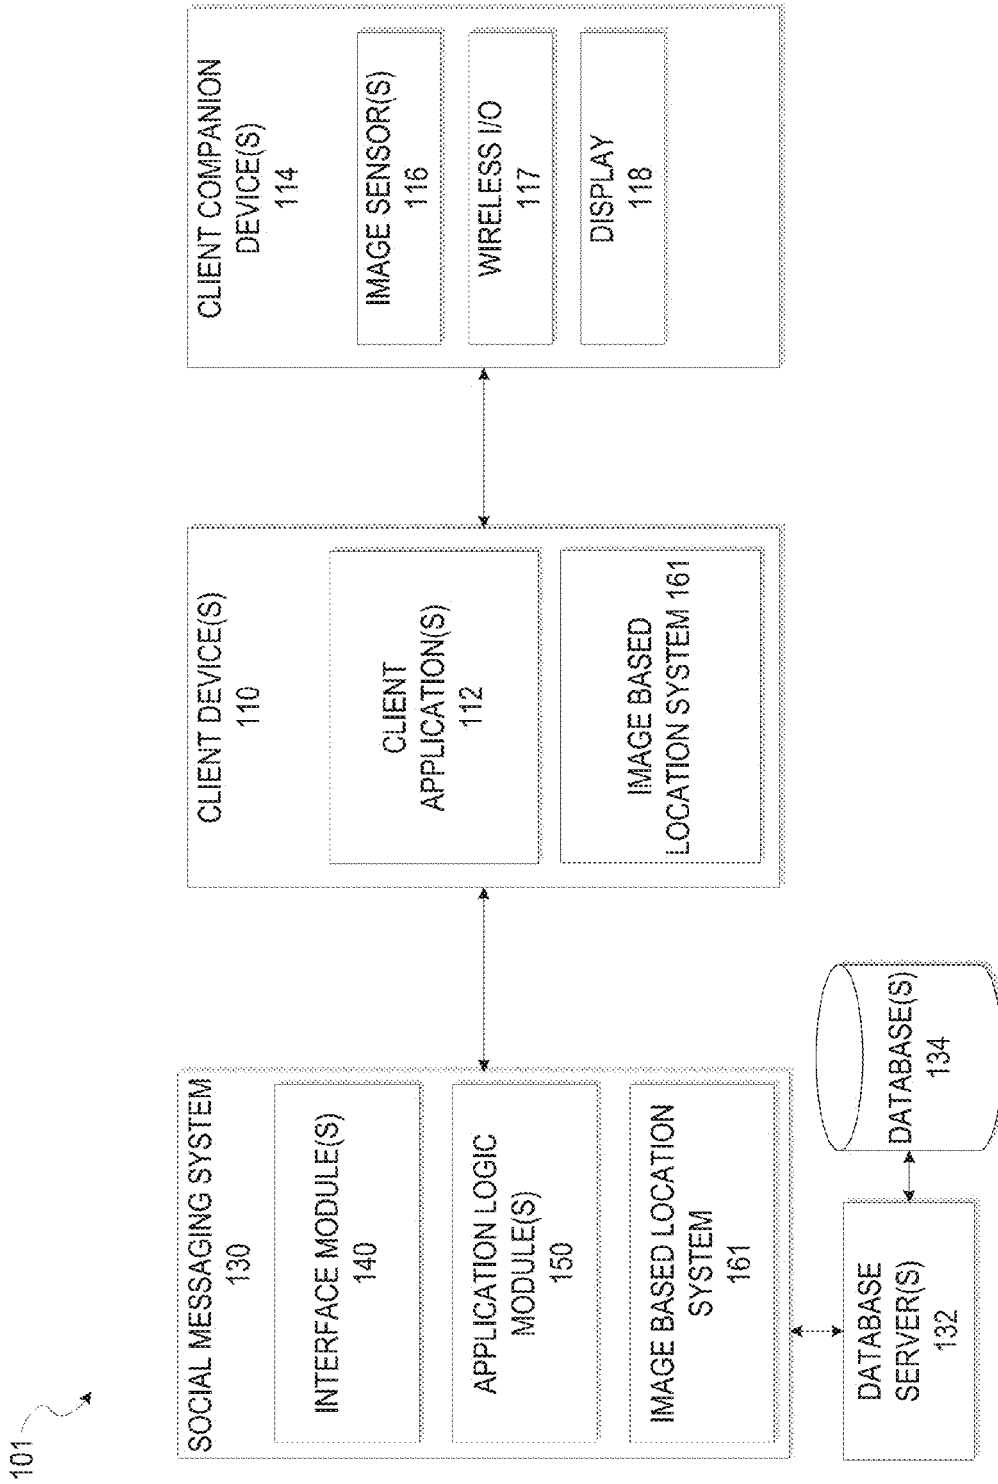 101
SOCIAL MESSAGING SYSTEM
130
INTERFACE MODULE(S)
140
APPLICATION LOGIC
MODULE(S)
150
IMAGE BASED LOCATION
SYSTEM
161
DATABASE
SERVER(S)
132
DATABASE(S)
134
CLIENT DEVICE(S)
110
CLIENT
APPLICATION(S)
112
IMAGE BASED
LOCATION SYSTEM 161
CLIENT COMPANION
DEVICE(S)
114
IMAGE SENSOR(S)
116
WIRELESS I/O
117
DISPLAY
118